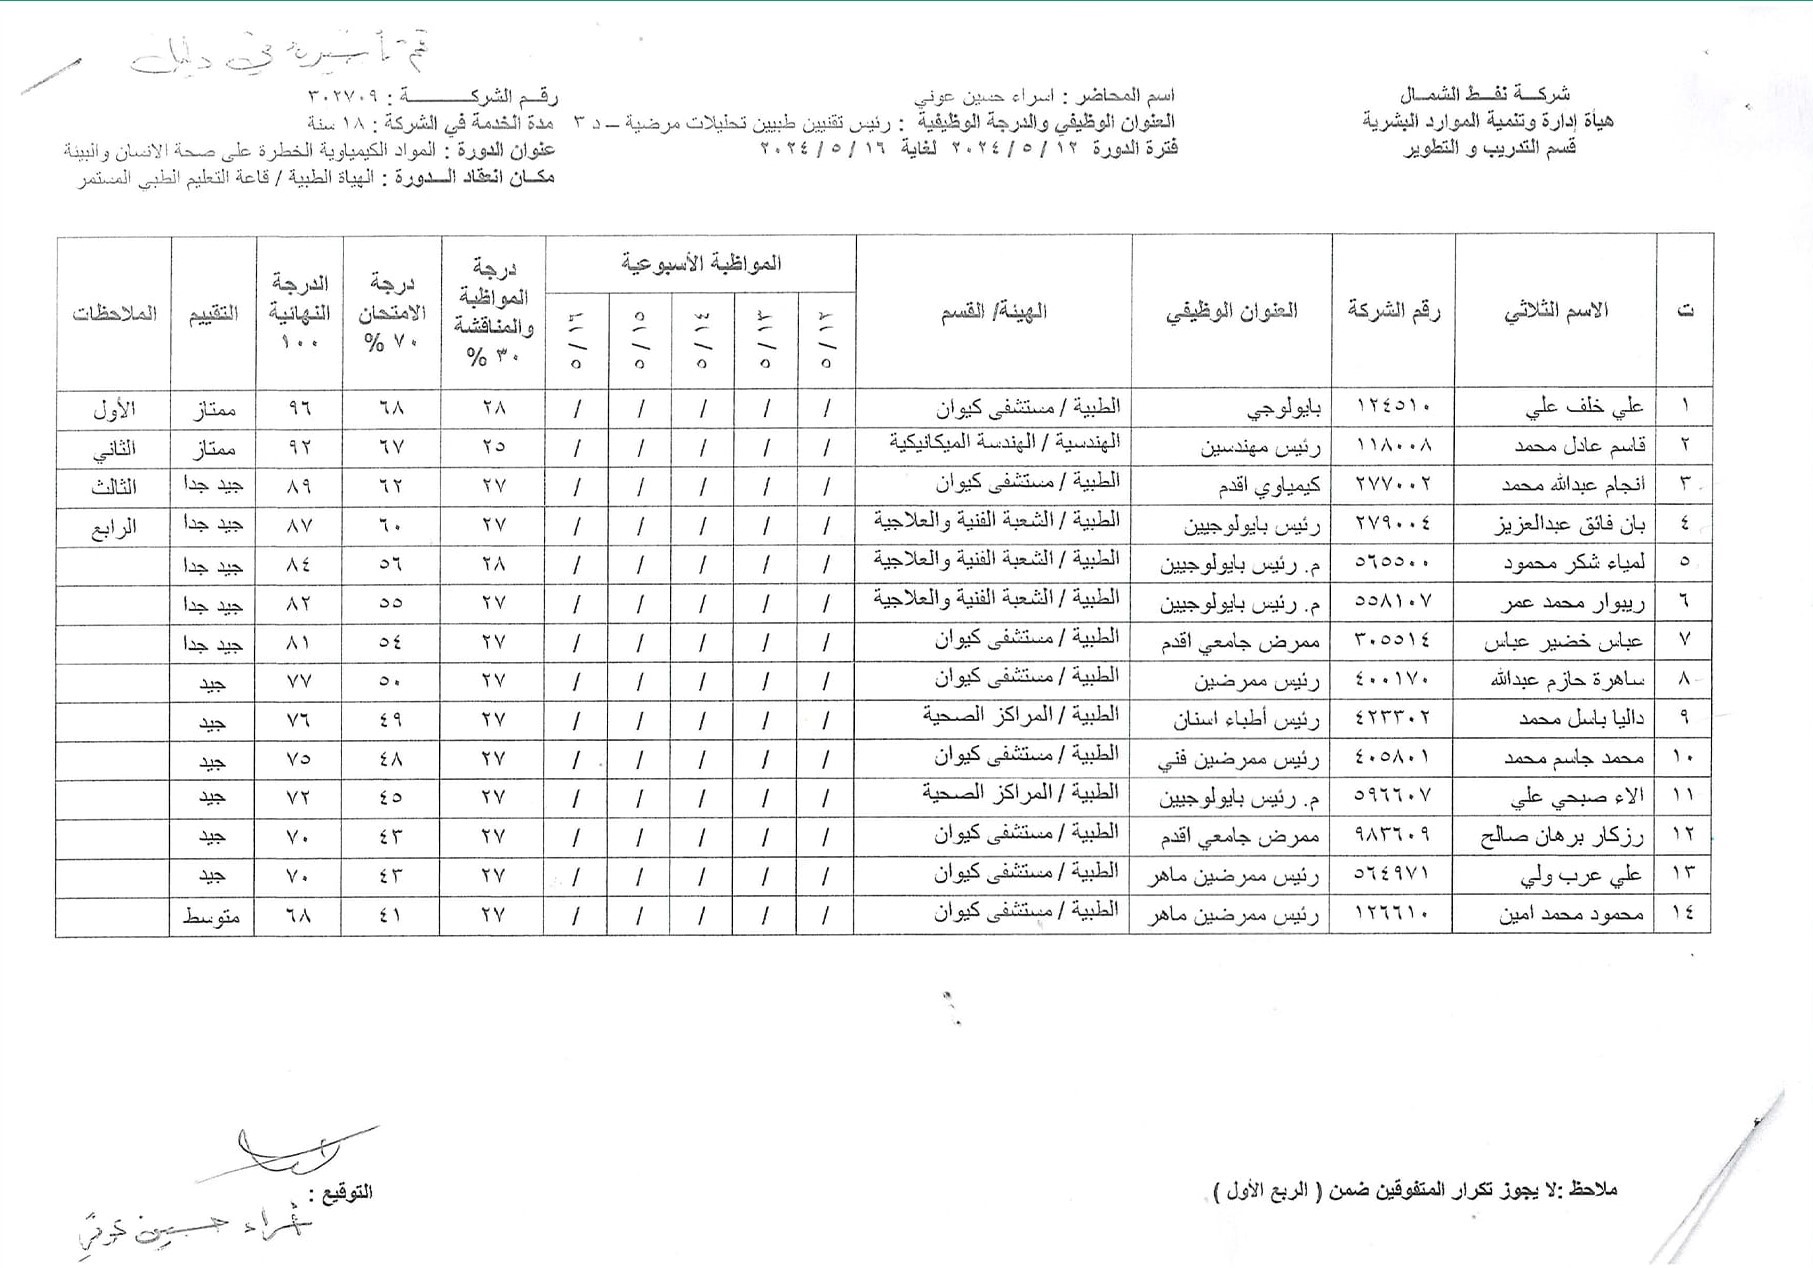 تم تأشيره في دليل
شركـــة نفــط الشمـــال
هيأة إدارة وتنمية الموارد البشرية
قسم التدريب و التطوير
اسم المحاضر : اسراء حسين عوني
العنوان الوظيفي والدرجة الوظيفية : رئيس تقنيين طبيين تحليلات مرضية – د ٣
فترة الدورة ١٢ / ٥ / ٢٠٢٤ لغاية ١٦ / ٥ / ٢٠٢٤
رقــم الشركـــــــة : ٣٠٢٧٠٩
مدة الخدمة في الشركة : ١٨ سنة
عنوان الدورة : المواد الكيمياوية الخطرة على صحة الانسان والبيئة
مكـان انعقاد الــدورة : الهياة الطبية / قاعة التعليم الطبي المستمر
ت الاسم الثلاثي رقم الشركة العنوان الوظيفي الهيئة/ القسم المواظبة الأسبوعية درجة المواظبة والمناقشة ٣٠ % درجة الامتحان ٧٠ % الدرجة النهائية ١٠٠ التقييم الملاحظات
٥/١٢ ٥/١٣ ٥/١٤ ٥/١٥ ٥/١٦
١ علي خلف علي ١٢٤٥١٠ بايولوجي الطبية / مستشفى كيوان / / / / / ٢٨ ٦٨ ٩٦ ممتاز الأول
٢ قاسم عادل محمد ١١٨٠٠٨ رئيس مهندسين الهندسية / الهندسة الميكانيكية / / / / / ٢٥ ٦٧ ٩٢ ممتاز الثاني
٣ انجام عبدالله محمد ٢٧٧٠٠٢ كيمياوي اقدم الطبية / مستشفى كيوان / / / / / ٢٧ ٦٢ ٨٩ جيد جدا الثالث
٤ بان فائق عبدالعزيز ٢٧٩٠٠٤ رئيس بايولوجيين الطبية / الشعبة الفنية والعلاجية / / / / / ٢٧ ٦٠ ٨٧ جيد جدا الرابع
٥ لمياء شكر محمود ٥٦٥٥٠٠ م. رئيس بايولوجيين الطبية / الشعبة الفنية والعلاجية / / / / / ٢٨ ٥٦ ٨٤ جيد جدا
٦ ريبوار محمد عمر ٥٥٨١٠٧ م. رئيس بايولوجيين الطبية / الشعبة الفنية والعلاجية / / / / / ٢٧ ٥٥ ٨٢ جيد جدا
٧ عباس خضير عباس ٣٠٥٥١٤ ممرض جامعي اقدم الطبية / مستشفى كيوان / / / / / ٢٧ ٥٤ ٨١ جيد جدا
٨ ساهرة حازم عبدالله ٤٠٠١٧٠ رئيس ممرضين الطبية / مستشفى كيوان / / / / / ٢٧ ٥٠ ٧٧ جيد
٩ داليا باسل محمد ٤٢٣٣٠٢ رئيس أطباء اسنان الطبية / المراكز الصحية / / / / / ٢٧ ٤٩ ٧٦ جيد
١٠ محمد جاسم محمد ٤٠٥٨٠١ رئيس ممرضين فني الطبية / مستشفى كيوان / / / / / ٢٧ ٤٨ ٧٥ جيد
١١ الاء صبحي علي ٥٩٦٦٠٧ م. رئيس بايولوجيين الطبية / المراكز الصحية / / / / / ٢٧ ٤٥ ٧٢ جيد
١٢ رزكار برهان صالح ٩٨٣٦٠٩ ممرض جامعي اقدم الطبية / مستشفى كيوان / / / / / ٢٧ ٤٣ ٧٠ جيد
١٣ علي عرب ولي ٥٦٤٩٧١ رئيس ممرضين ماهر الطبية / مستشفى كيوان / / / / / ٢٧ ٤٣ ٧٠ جيد
١٤ محمود محمد امين ١٢٦٦١٠ رئيس ممرضين ماهر الطبية / مستشفى كيوان / / / / / ٢٧ ٤١ ٦٨ متوسط
ملاحظ :لا يجوز تكرار المتفوقين ضمن ( الربع الأول )
التوقيع :
اسراء حسين عوني